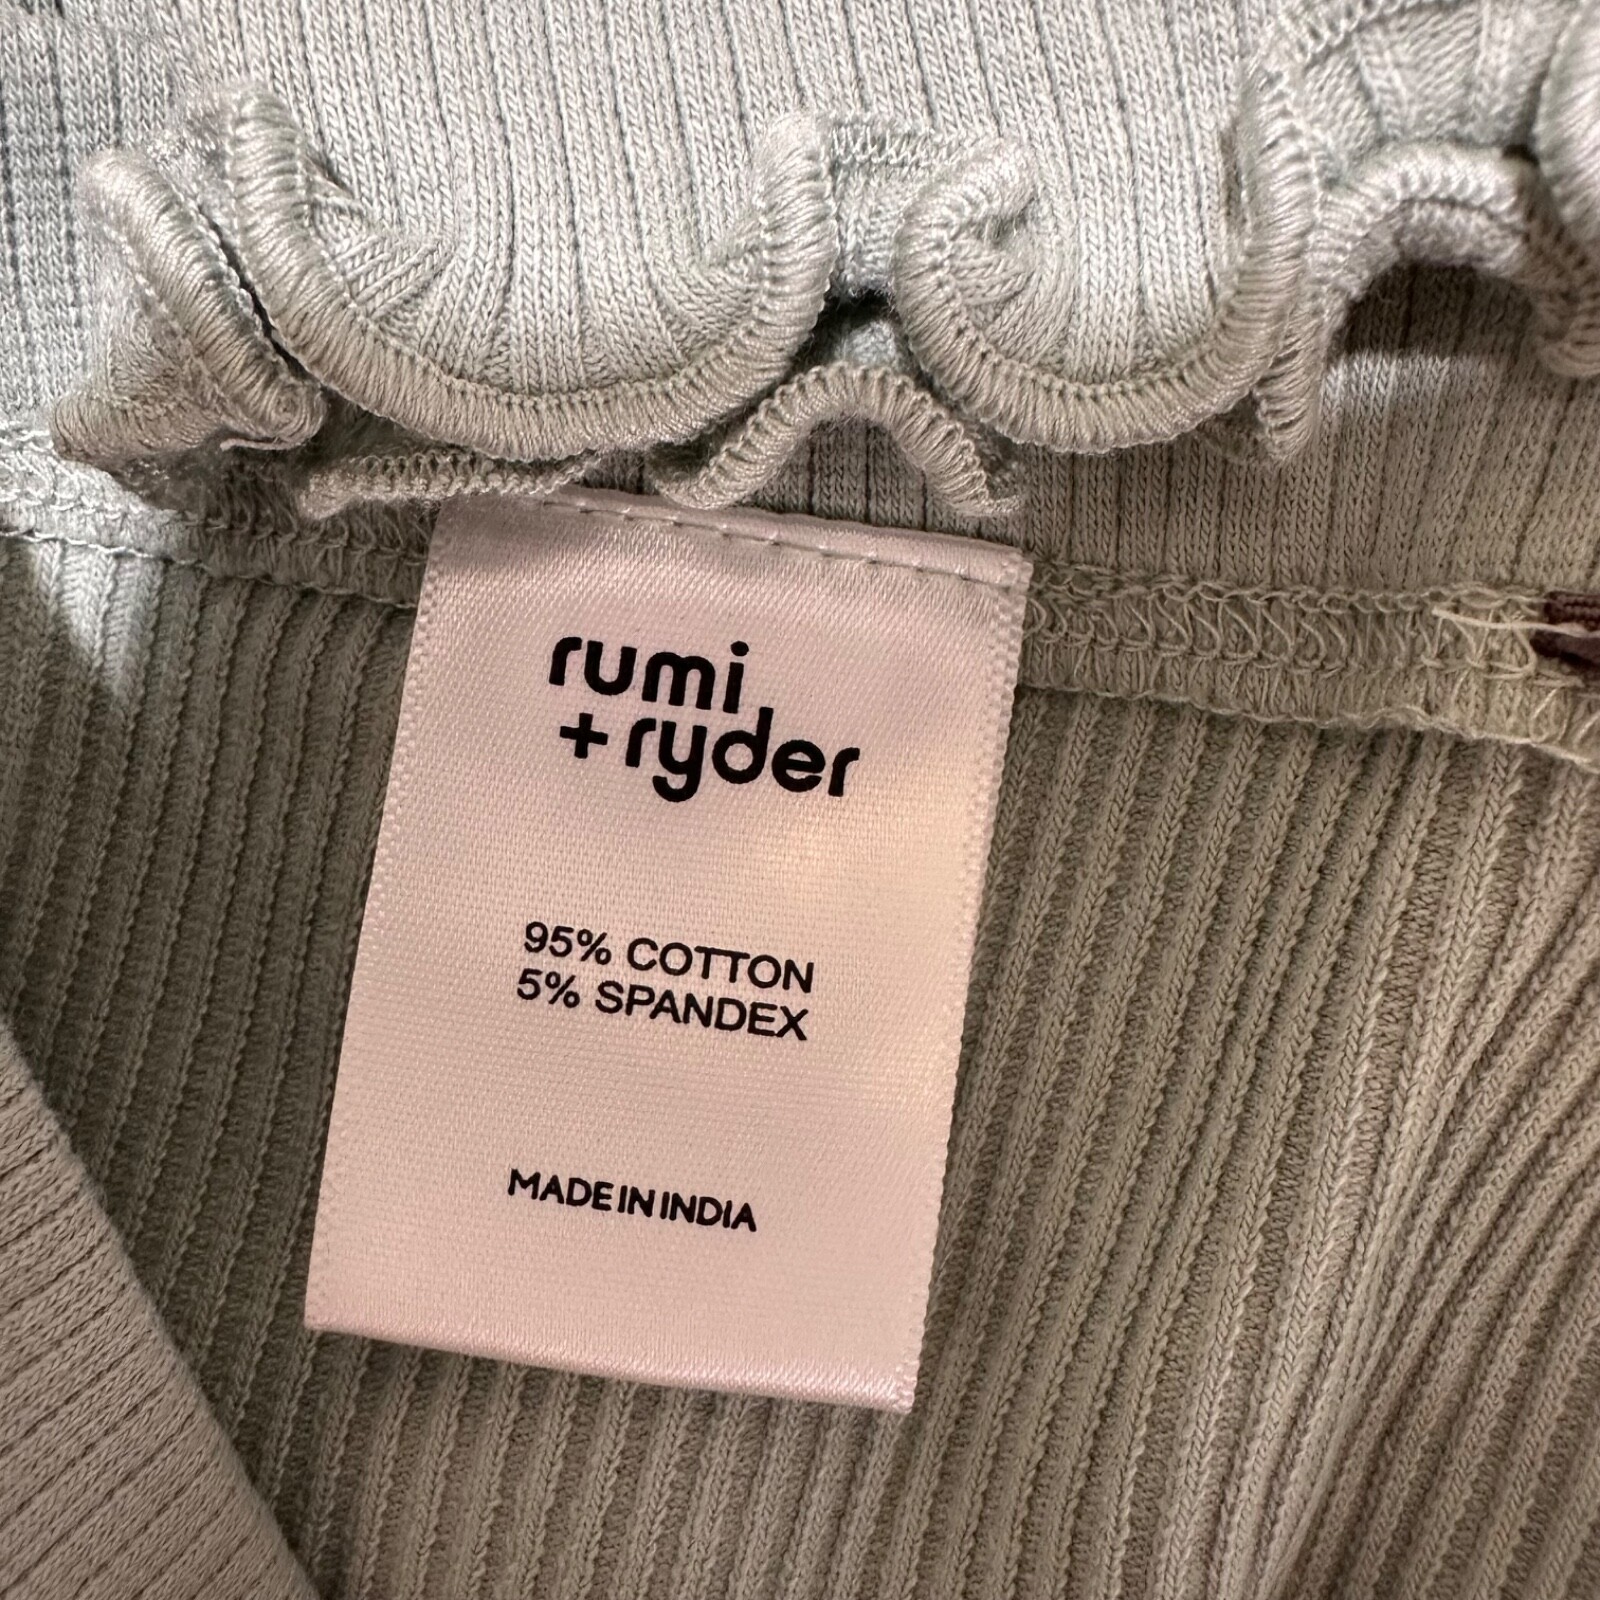 rumi
+ryder
95% COTTON
5% SPANDEX
MADE IN INDIA